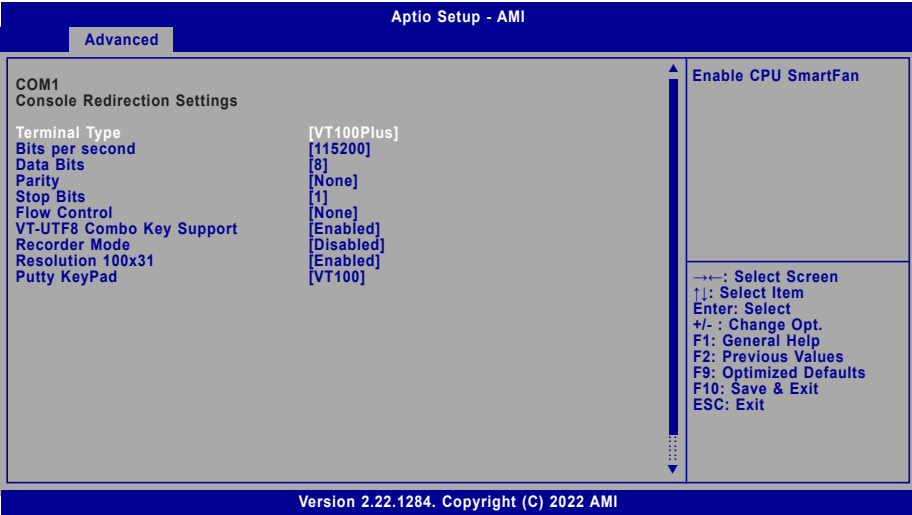 Aptio Setup - AMI
Advanced
COM1
Console Redirection Settings
Terminal Type [VT100Plus]
Bits per second [115200]
Data Bits [8]
Parity [None]
Stop Bits [1]
Flow Control [None]
VT-UTF8 Combo Key Support [Enabled]
Recorder Mode [Disabled]
Resolution 100x31 [Enabled]
Putty KeyPad [VT100]
Enable CPU SmartFan
→←: Select Screen
↑↓: Select Item
Enter: Select
+/- : Change Opt.
F1: General Help
F2: Previous Values
F9: Optimized Defaults
F10: Save & Exit
ESC: Exit
Version 2.22.1284. Copyright (C) 2022 AMI